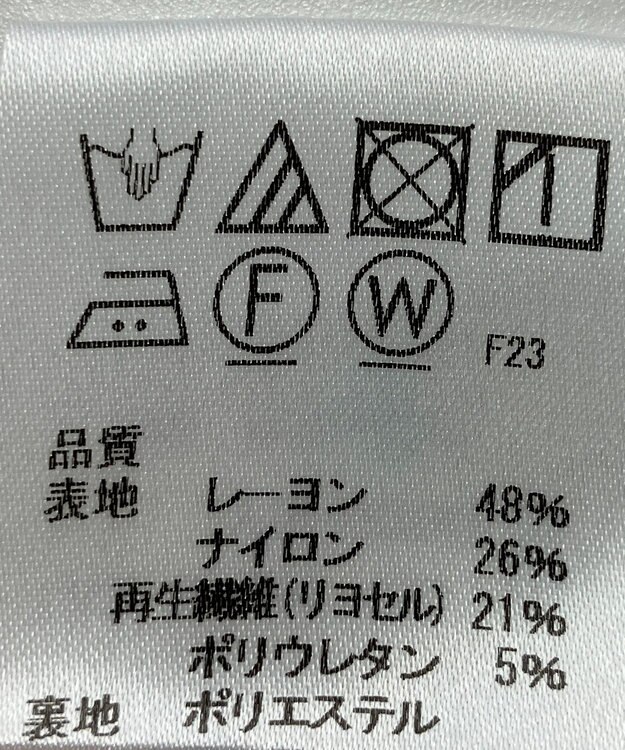 F W F23
品質
表地 レーヨン 48%
ナイロン 26%
再生繊維(リヨセル) 21%
ポリウレタン 5%
裏地 ポリエステル